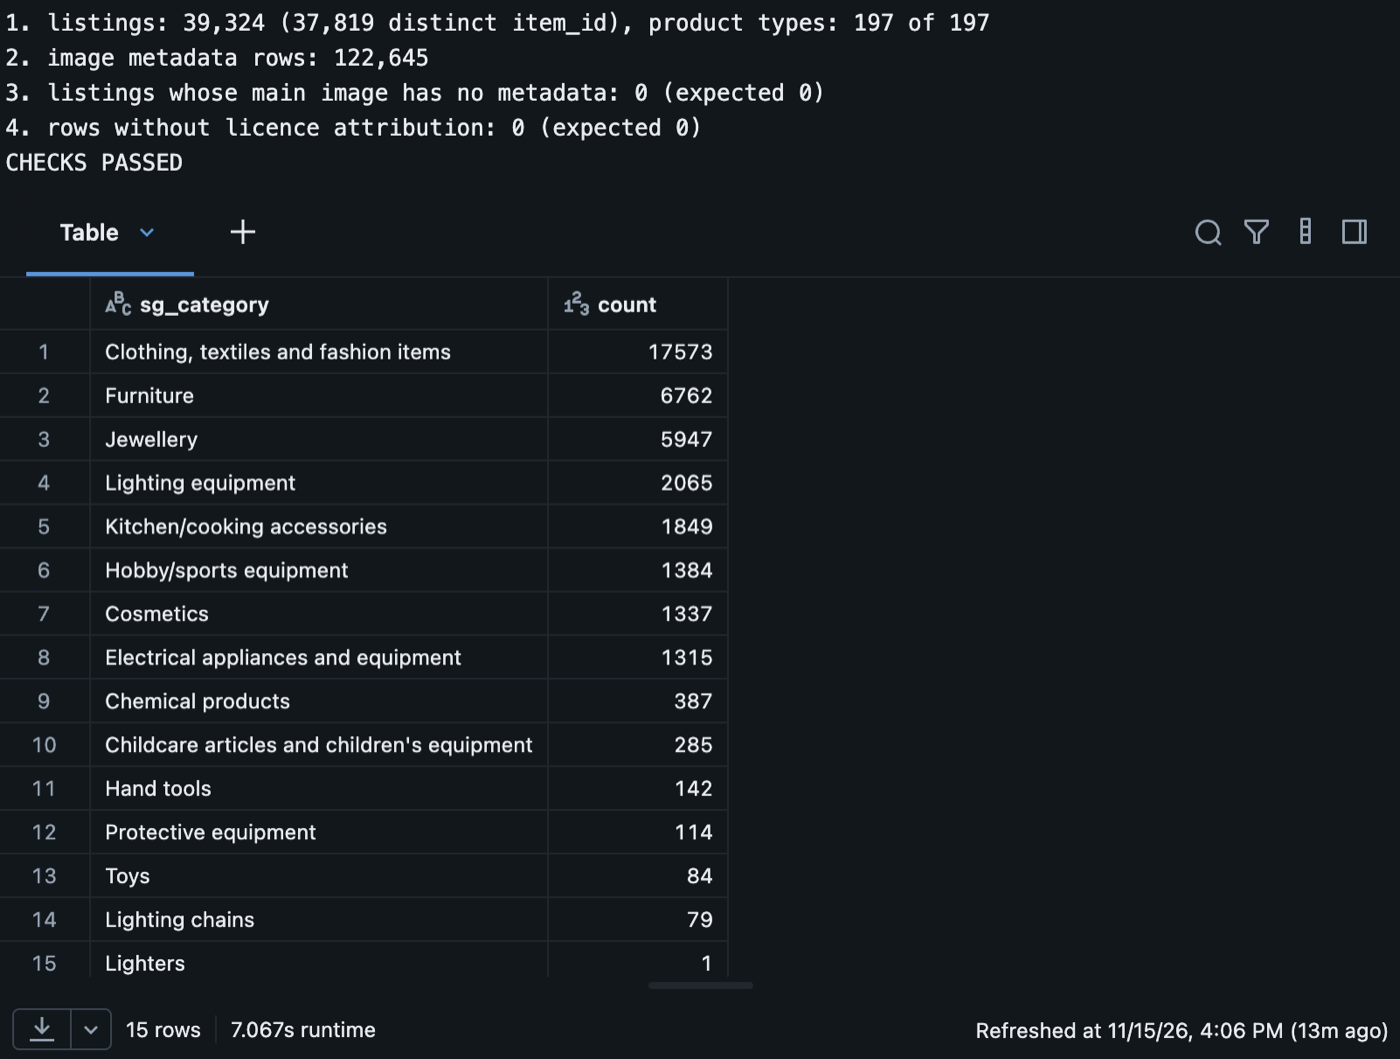 1. listings: 39,324 (37,819 distinct item_id), product types: 197 of 197
2. image metadata rows: 122,645
3. listings whose main image has no metadata: 0 (expected 0)
4. rows without licence attribution: 0 (expected 0)
CHECKS PASSED
Table
ABC sg_category 123 count
1 Clothing, textiles and fashion items 17573
2 Furniture 6762
3 Jewellery 5947
4 Lighting equipment 2065
5 Kitchen/cooking accessories 1849
6 Hobby/sports equipment 1384
7 Cosmetics 1337
8 Electrical appliances and equipment 1315
9 Chemical products 387
10 Childcare articles and children's equipment 285
11 Hand tools 142
12 Protective equipment 114
13 Toys 84
14 Lighting chains 79
15 Lighters 1
15 rows 7.067s runtime Refreshed at 11/15/26, 4:06 PM (13m ago)